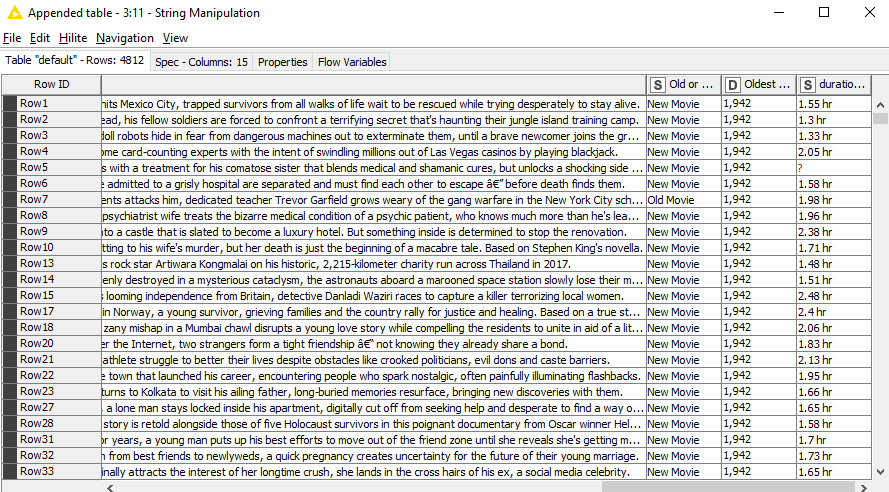 Appended table - 3:11 - String Manipulation
File Edit Hilite Navigation View
Table "default" - Rows: 4812 Spec - Columns: 15 Properties Flow Variables
Row ID S Old or ... D Oldest ... S duratio...
Row1 hits Mexico City, trapped survivors from all walks of life wait to be rescued while trying desperately to stay alive. New Movie 1,942 1.55 hr
Row2 ead, his fellow soldiers are forced to confront a terrifying secret that's haunting their jungle island training camp. New Movie 1,942 1.3 hr
Row3 doll robots hide in fear from dangerous machines out to exterminate them, until a brave newcomer joins the gr... New Movie 1,942 1.33 hr
Row4 ome card-counting experts with the intent of swindling millions out of Las Vegas casinos by playing blackjack. New Movie 1,942 2.05 hr
Row5 s with a treatment for his comatose sister that blends medical and shamanic cures, but unlocks a shocking side ... New Movie 1,942 ?
Row6 e admitted to a grisly hospital are separated and must find each other to escape â€” before death finds them. New Movie 1,942 1.58 hr
Row7 ents attacks him, dedicated teacher Trevor Garfield grows weary of the gang warfare in the New York City sch... Old Movie 1,942 1.98 hr
Row8 psychiatrist wife treats the bizarre medical condition of a psychic patient, who knows much more than he's lea... New Movie 1,942 1.96 hr
Row9 nto a castle that is slated to become a luxury hotel. But something inside is determined to stop the renovation. New Movie 1,942 2.38 hr
Row10 tting to his wife's murder, but her death is just the beginning of a macabre tale. Based on Stephen King's novella. New Movie 1,942 1.71 hr
Row13 s rock star Artiwara Kongmalai on his historic, 2,215-kilometer charity run across Thailand in 2017. New Movie 1,942 1.48 hr
Row14 enly destroyed in a mysterious cataclysm, the astronauts aboard a marooned space station slowly lose their m... New Movie 1,942 1.51 hr
Row15 s looming independence from Britain, detective Danladi Waziri races to capture a killer terrorizing local women. New Movie 1,942 2.48 hr
Row17 in Norway, a young survivor, grieving families and the country rally for justice and healing. Based on a true st... New Movie 1,942 2.4 hr
Row18 zany mishap in a Mumbai chawl disrupts a young love story while compelling the residents to unite in aid of a lit... New Movie 1,942 2.06 hr
Row20 er the Internet, two strangers form a tight friendship â€“ not knowing they already share a bond. New Movie 1,942 1.83 hr
Row21 athlete struggle to better their lives despite obstacles like crooked politicians, evil dons and caste barriers. New Movie 1,942 2.13 hr
Row22 e town that launched his career, encountering people who spark nostalgic, often painfully illuminating flashbacks. New Movie 1,942 1.95 hr
Row24 urns to Kolkata to visit his ailing father, long-buried memories resurface, bringing new discoveries with them. New Movie 1,942 1.66 hr
Row27 , a lone man stays locked inside his apartment, digitally cut off from seeking help and desperate to find a way o... New Movie 1,942 1.65 hr
Row28 story is retold alongside those of five Holocaust survivors in this poignant documentary from Oscar winner Hel... New Movie 1,942 1.58 hr
Row31 or years, a young man puts up his best efforts to move out of the friend zone until she reveals she's getting m... New Movie 1,942 1.7 hr
Row32 n from best friends to newlyweds, a quick pregnancy creates uncertainty for the future of their young marriage. New Movie 1,942 1.73 hr
Row33 inally attracts the interest of her longtime crush, she lands in the cross hairs of his ex, a social media celebrity. New Movie 1,942 1.65 hr